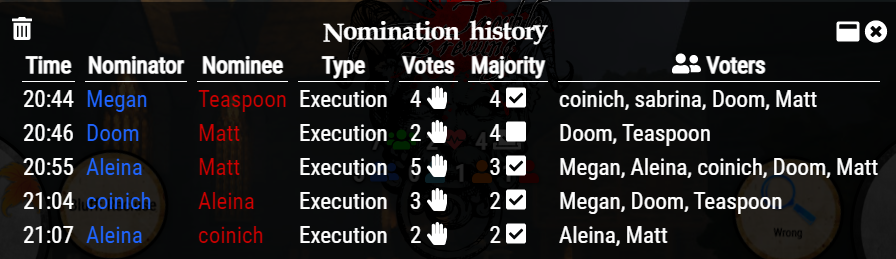 Nomination history
Time Nominator Nominee Type Votes Majority Voters
20:44 Megan Teaspoon Execution 4 4 coinich, sabrina, Doom, Matt
20:46 Doom Matt Execution 2 4 Doom, Teaspoon
20:55 Aleina Matt Execution 5 3 Megan, Aleina, coinich, Doom, Matt
21:04 coinich Aleina Execution 3 2 Megan, Doom, Teaspoon
21:07 Aleina coinich Execution 2 2 Aleina, Matt
Wrong